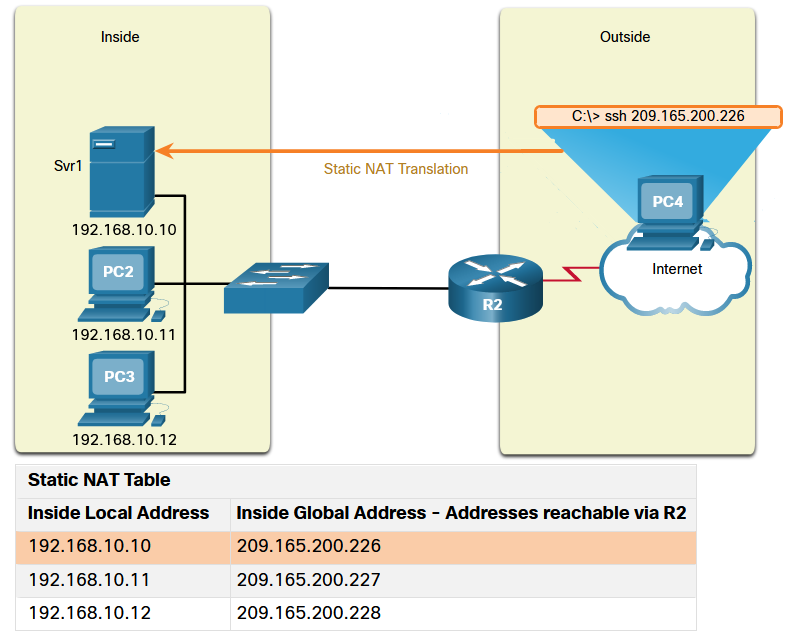 Inside
Outside
C:\> ssh 209.165.200.226
Static NAT Translation
Svr1
192.168.10.10
PC4
Internet
PC2
192.168.10.11
R2
PC3
192.168.10.12
Static NAT Table
Inside Local Address Inside Global Address - Addresses reachable via R2
192.168.10.10 209.165.200.226
192.168.10.11 209.165.200.227
192.168.10.12 209.165.200.228